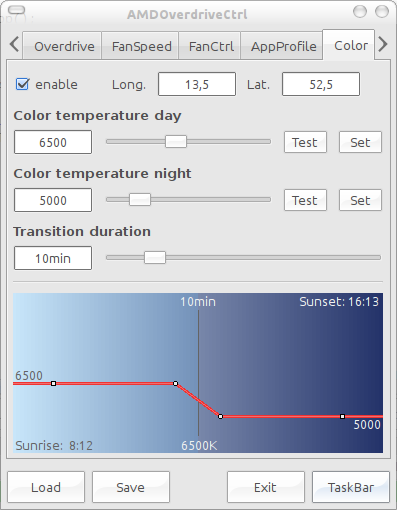 AMDOverdriveCtrl
Overdrive FanSpeed FanCtrl AppProfile Color
enable Long. 13,5 Lat. 52,5
Color temperature day
6500 Test Set
Color temperature night
5000 Test Set
Transition duration
10min
10min Sunset: 16:13
6500
5000
Sunrise: 8:12 6500K
Load Save Exit TaskBar